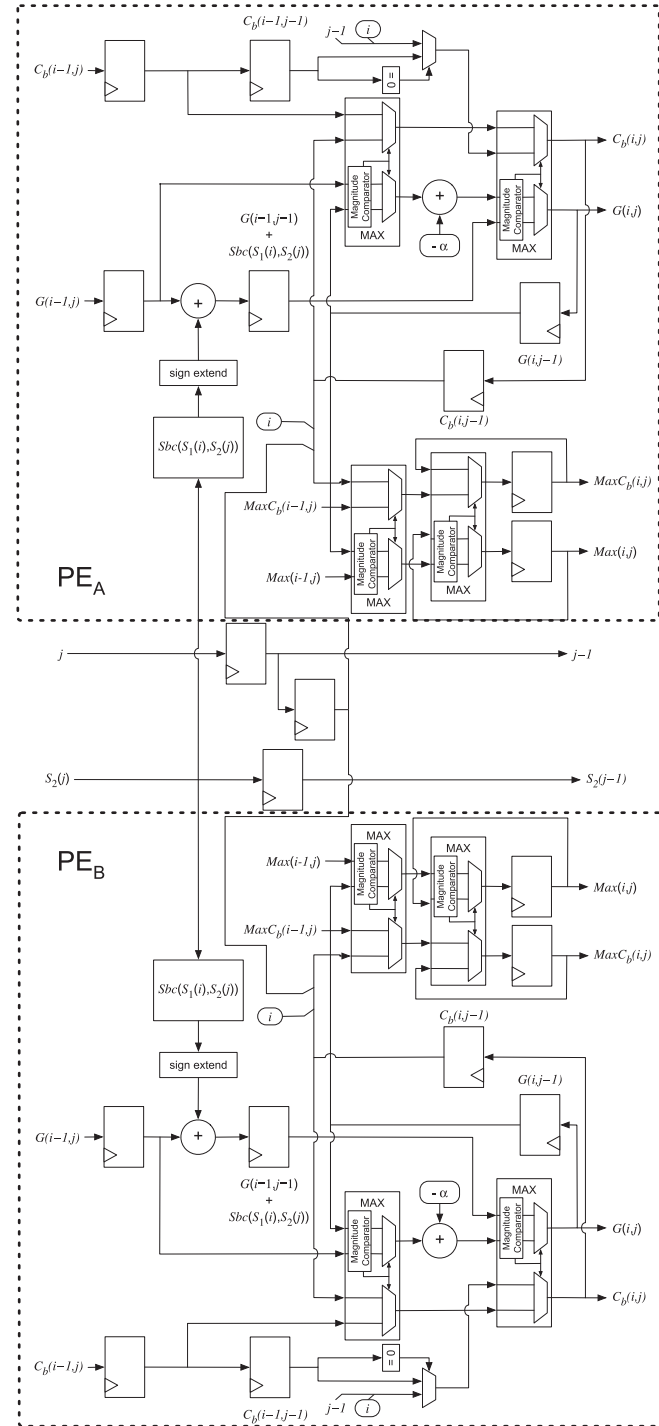 C_b(i−1,j−1)
j−1
i
C_b(i−1,j)
= 0
C_b(i,j)
Magnitude
Comparator
MAX
G(i−1,j−1)
+
Sbc(S_1(i),S_2(j))
+
- α
Magnitude
Comparator
MAX
G(i,j)
G(i−1,j)
+
G(i,j−1)
sign extend
C_b(i,j−1)
i
Sbc(S_1(i),S_2(j))
MaxC_b(i−1,j)
MaxC_b(i,j)
Magnitude
Comparator
MAX
Magnitude
Comparator
MAX
Max(i-1,j)
Max(i,j)
PE_A
j
j−1
S_2(j)
S_2(j−1)
PE_B
MAX
Magnitude
Comparator
MAX
Magnitude
Comparator
Max(i-1,j)
Max(i,j)
MaxC_b(i−1,j)
MaxC_b(i,j)
Sbc(S_1(i),S_2(j))
i
C_b(i,j−1)
sign extend
G(i,j−1)
G(i−1,j)
+
G(i−1,j−1)
+
Sbc(S_1(i),S_2(j))
MAX
Magnitude
Comparator
- α
+
MAX
Magnitude
Comparator
G(i,j)
C_b(i,j)
C_b(i−1,j)
= 0
j−1
i
C_b(i−1,j−1)